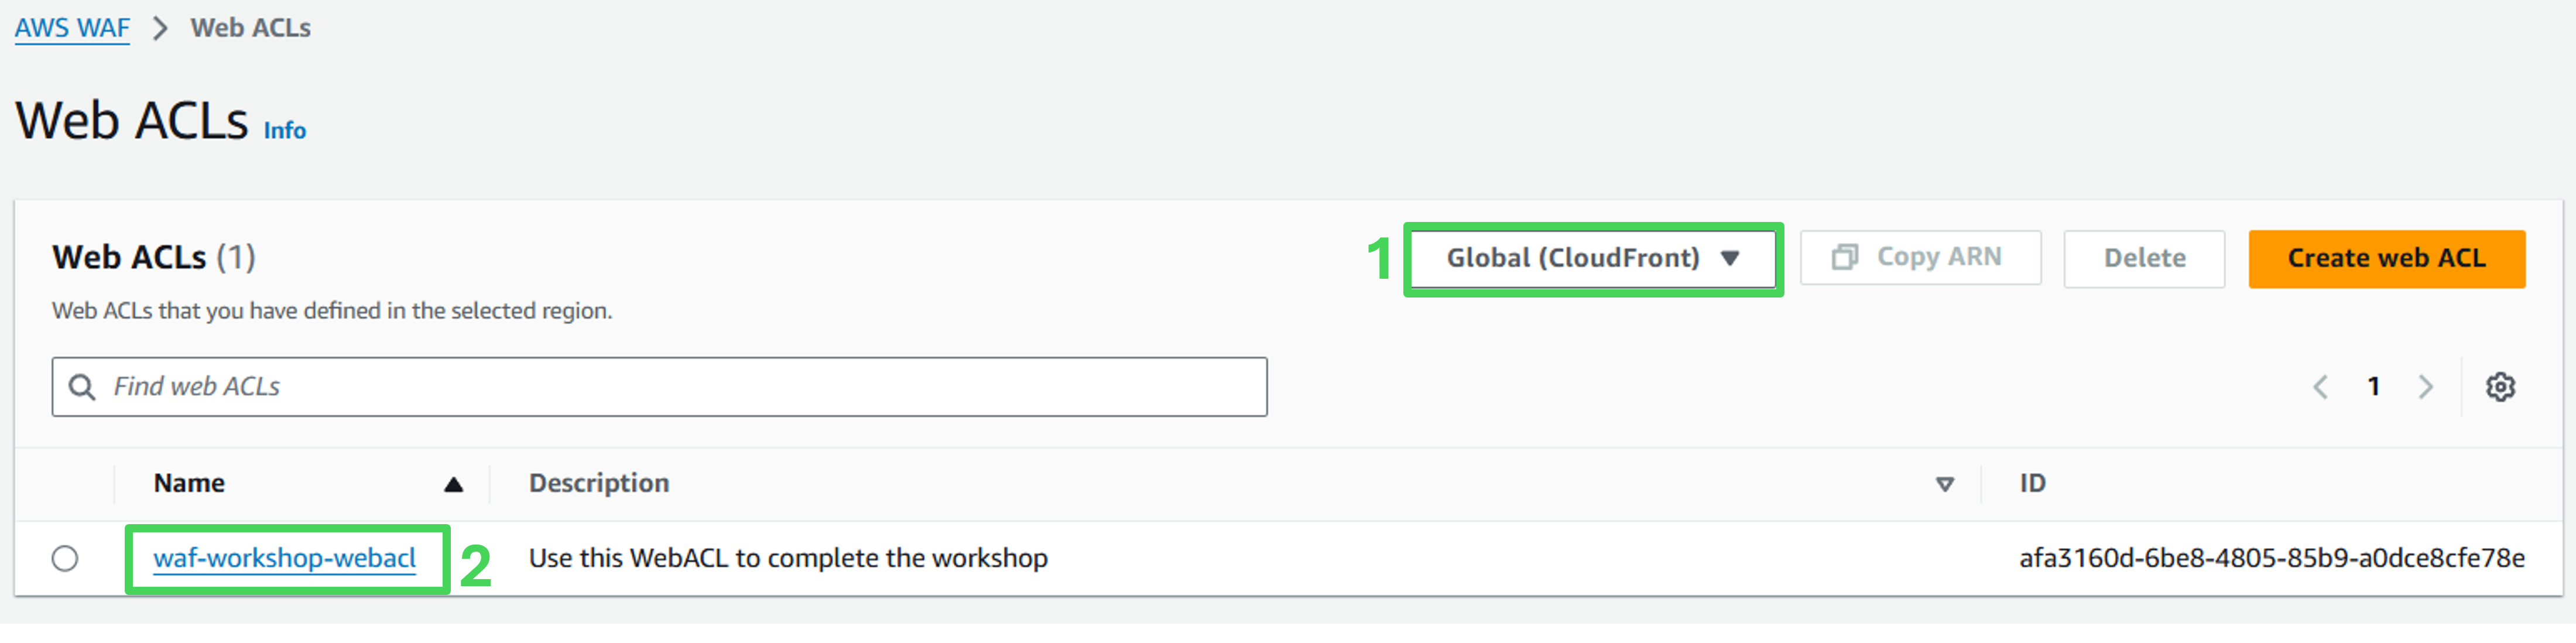 AWS WAF > Web ACLs
Web ACLs Info
Web ACLs (1)
1 Global (CloudFront) Copy ARN Delete Create web ACL
Web ACLs that you have defined in the selected region.
Find web ACLs
1
Name Description ID
waf-workshop-webacl 2 Use this WebACL to complete the workshop afa3160d-6be8-4805-85b9-a0dce8cfe78e